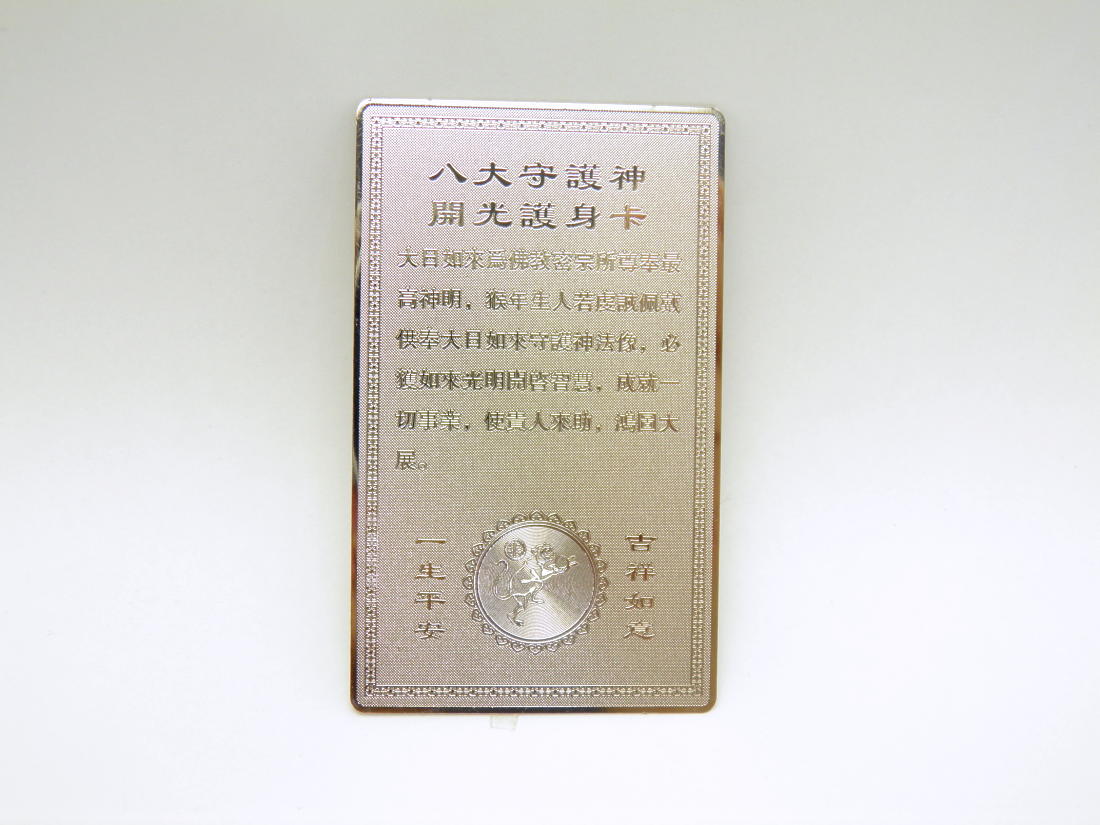 八大守護神
開光護身卡
大日如來爲佛教密宗所尊奉最
高神明，猴年生人若虔誠佩戴
供奉大日如來守護神法像，必
獲如來光明開啓智慧，成就一
切事業，使貴人來助，鴻圖大
展。
吉祥如意
一生平安